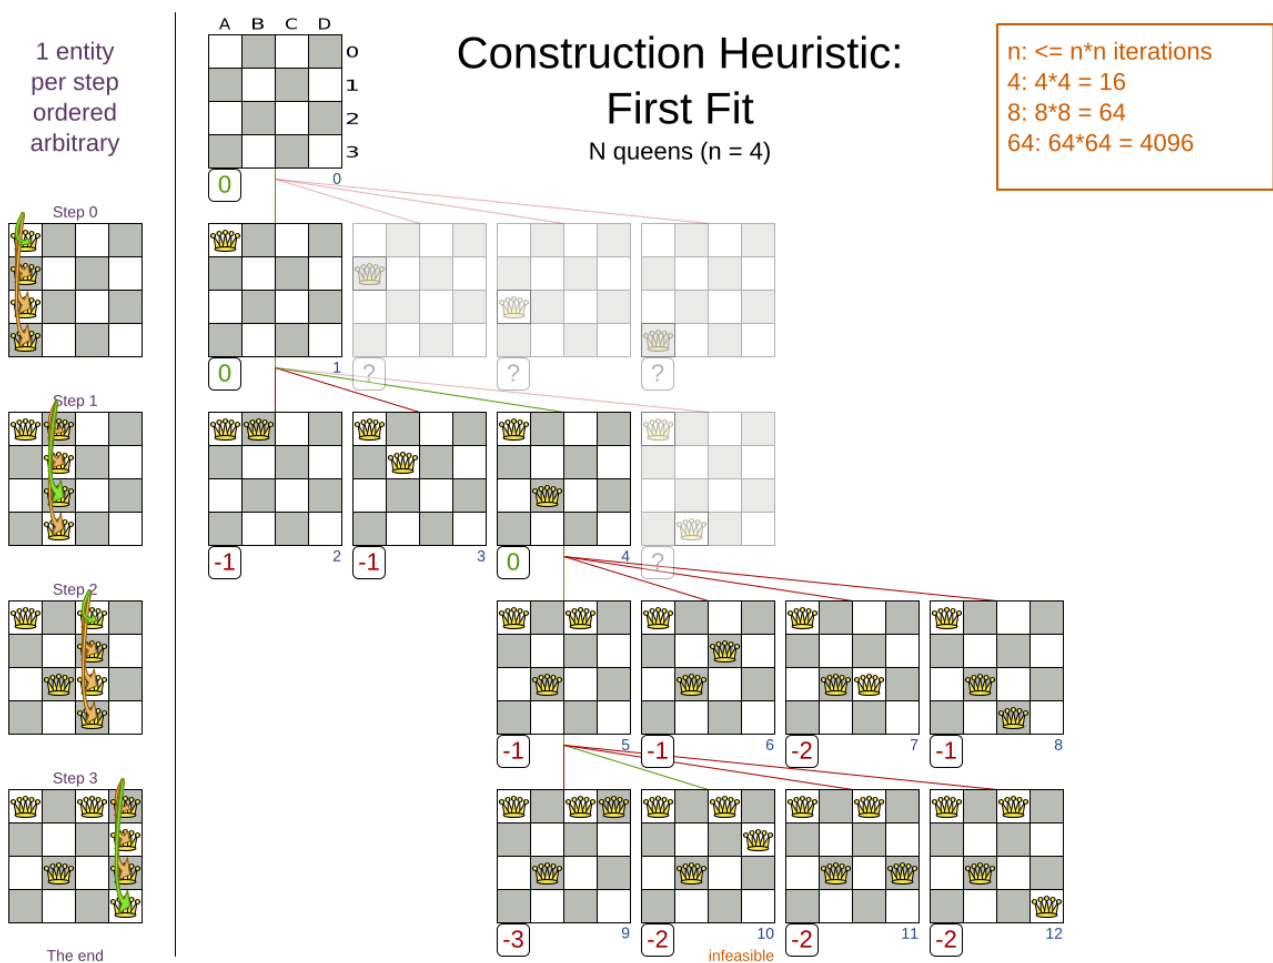 1 entity
per step
ordered
arbitrary
A B C D
0
1
2
3
Construction Heuristic:
First Fit
N queens (n = 4)
n: <= n*n iterations
4: 4*4 = 16
8: 8*8 = 64
64: 64*64 = 4096
0 0
Step 0
0 1 ? ? ?
Step 1
-1 2 -1 3 0 4 ?
Step 2
-1 5 -1 6 -2 7 -1 8
Step 3
-3 9 -2 10 -2 11 -2 12
The end
infeasible